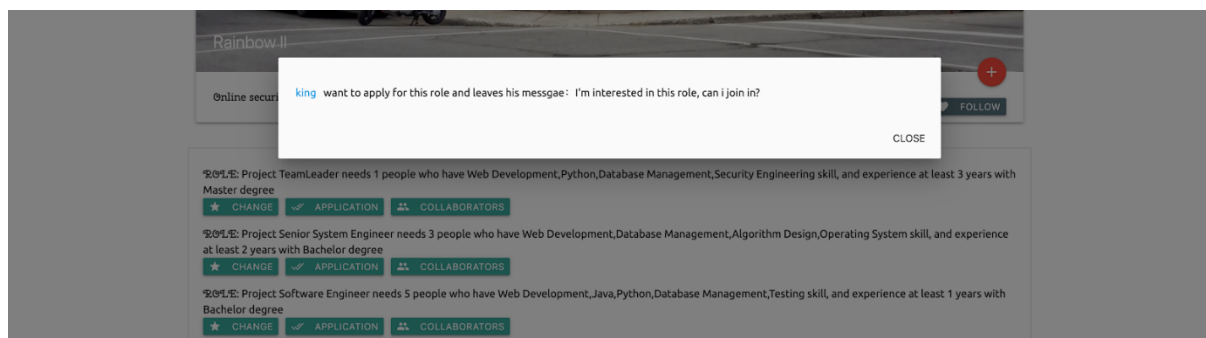 Rainbow II
Online securi
king want to apply for this role and leaves his messgae： I'm interested in this role, can i join in?
FOLLOW
CLOSE
ROLE: Project TeamLeader needs 1 people who have Web Development,Python,Database Management,Security Engineering skill, and experience at least 3 years with
Master degree
CHANGE APPLICATION COLLABORATORS
ROLE: Project Senior System Engineer needs 3 people who have Web Development,Database Management,Algorithm Design,Operating System skill, and experience
at least 2 years with Bachelor degree
CHANGE APPLICATION COLLABORATORS
ROLE: Project Software Engineer needs 5 people who have Web Development,Java,Python,Database Management,Testing skill, and experience at least 1 years with
Bachelor degree
CHANGE APPLICATION COLLABORATORS